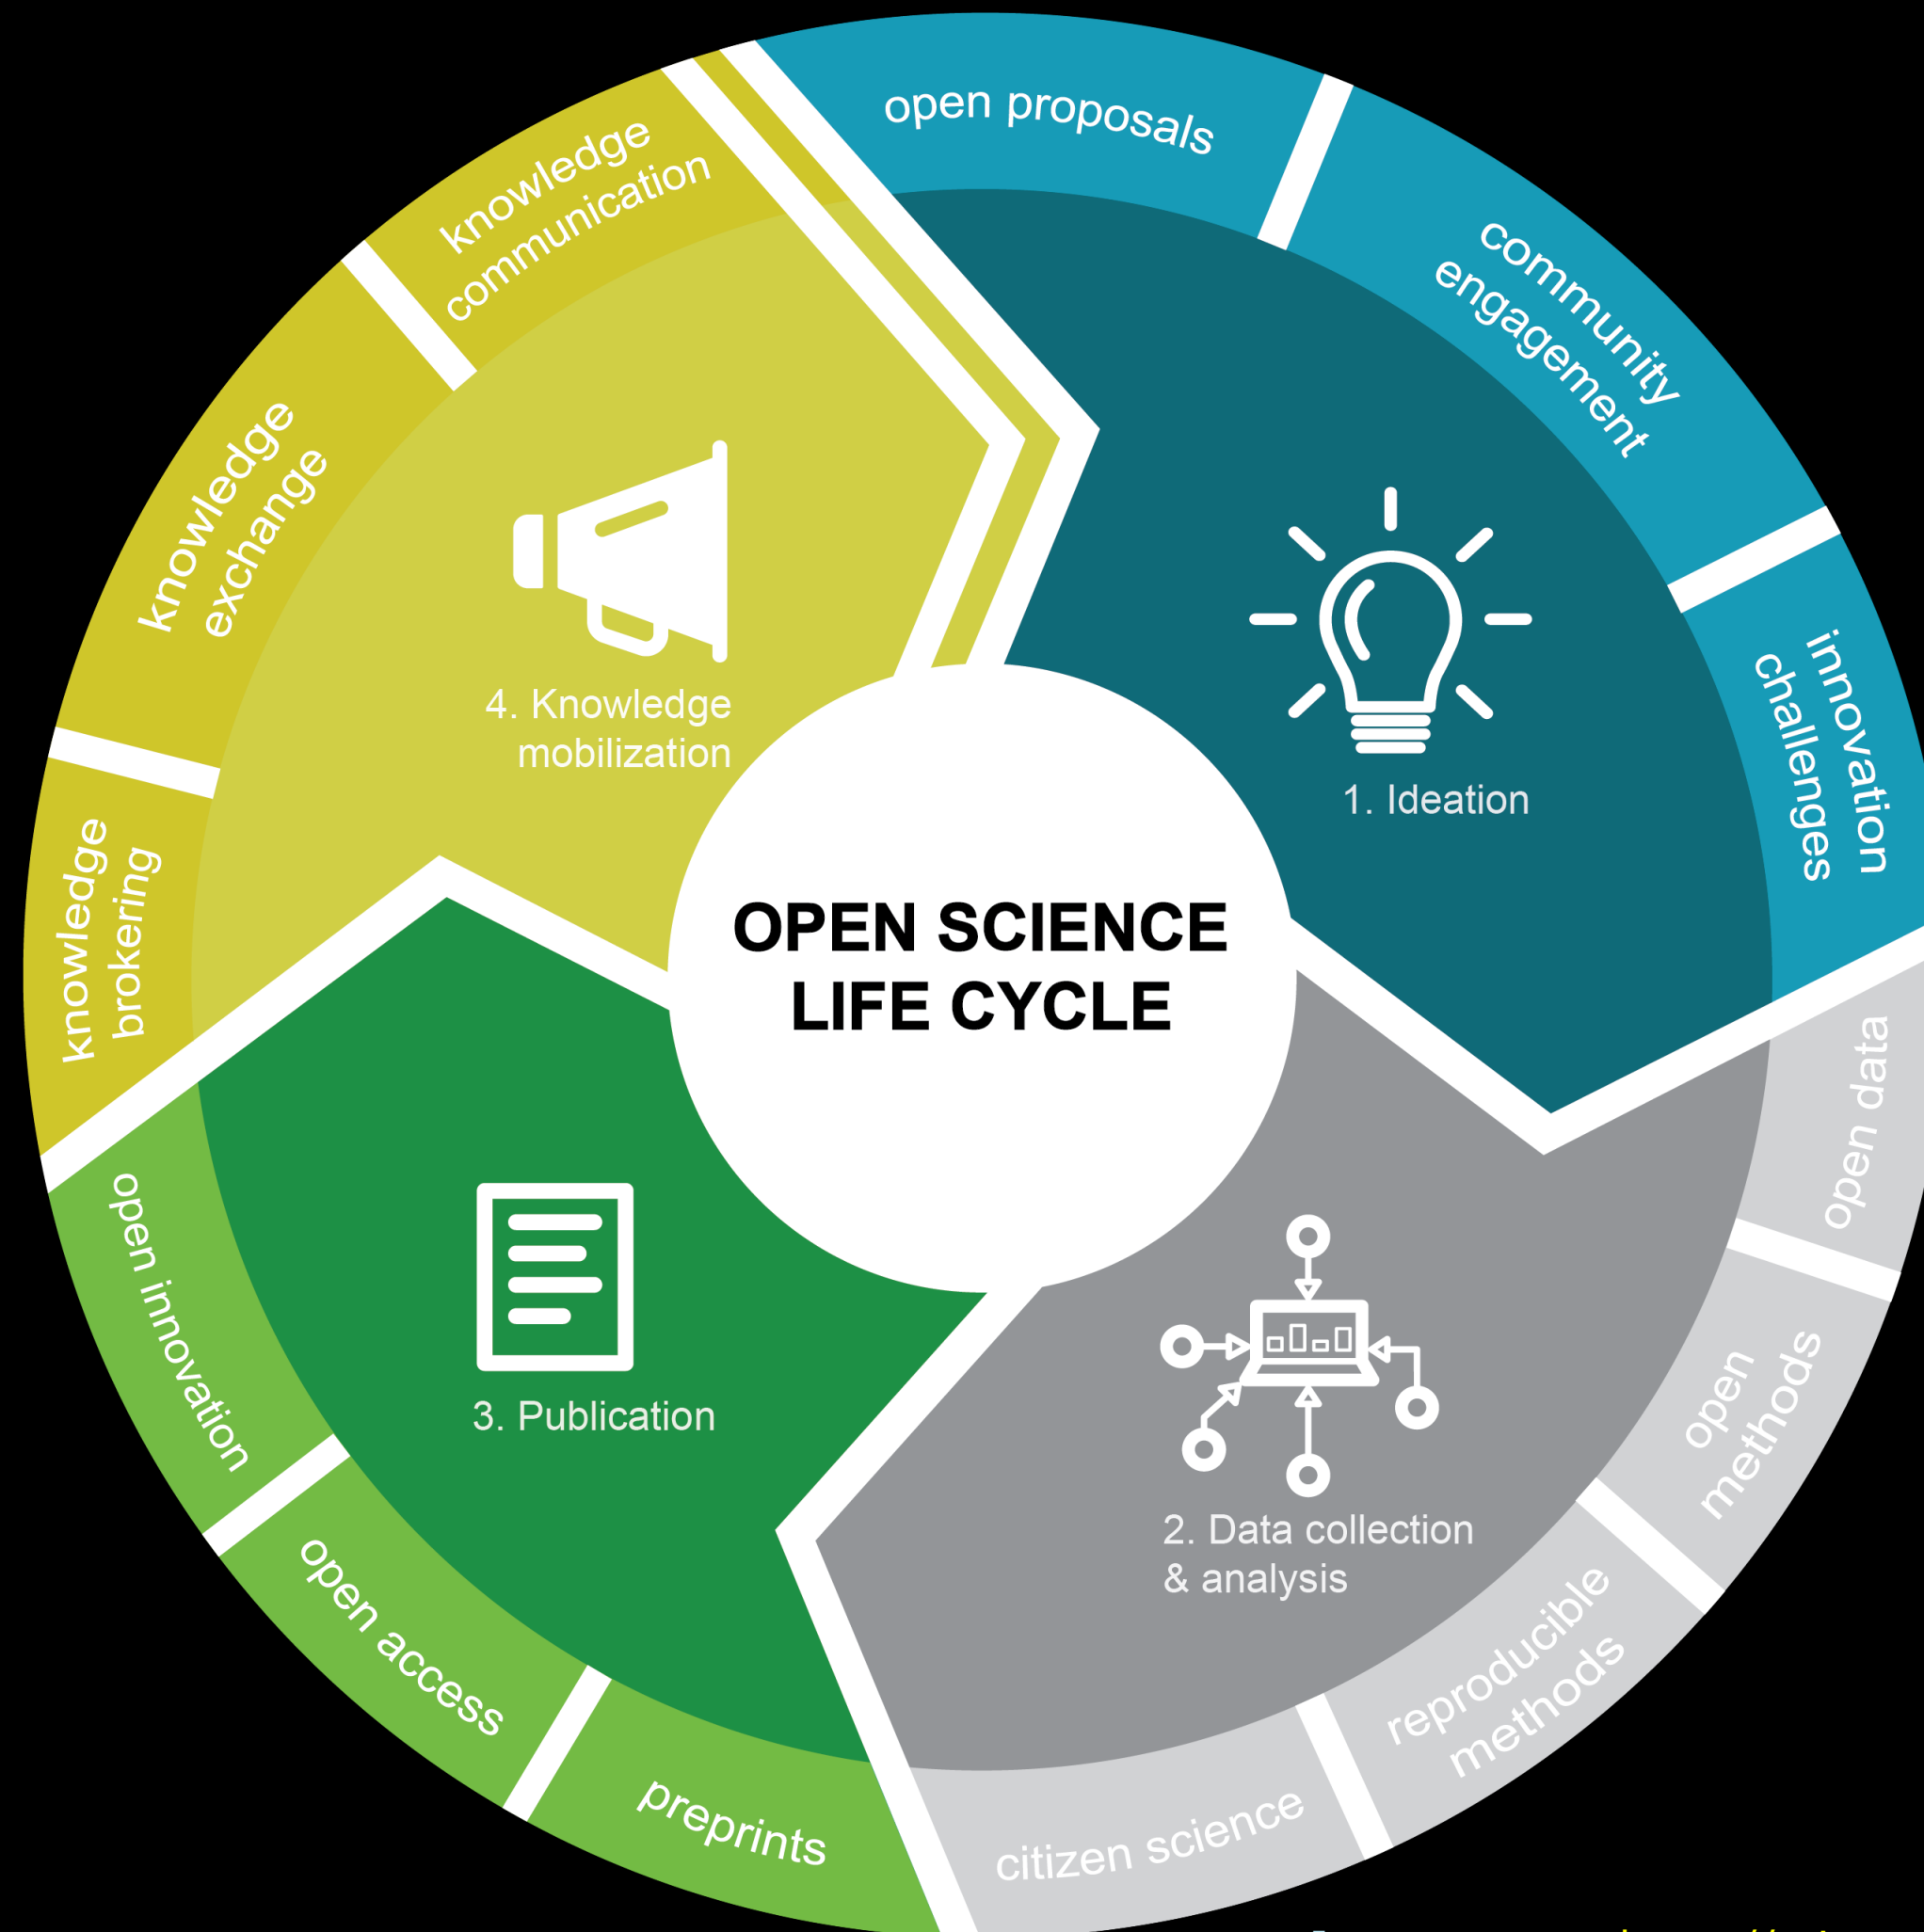 OPEN SCIENCE
LIFE CYCLE
1. Ideation
open proposals
community
engagement
innovation
challenges
2. Data collection
& analysis
open data
open
methods
reproducible
methods
citizen science
3. Publication
preprints
open access
open innovation
4. Knowledge
mobilization
knowledge
brokering
knowledge
exchange
knowledge
communication